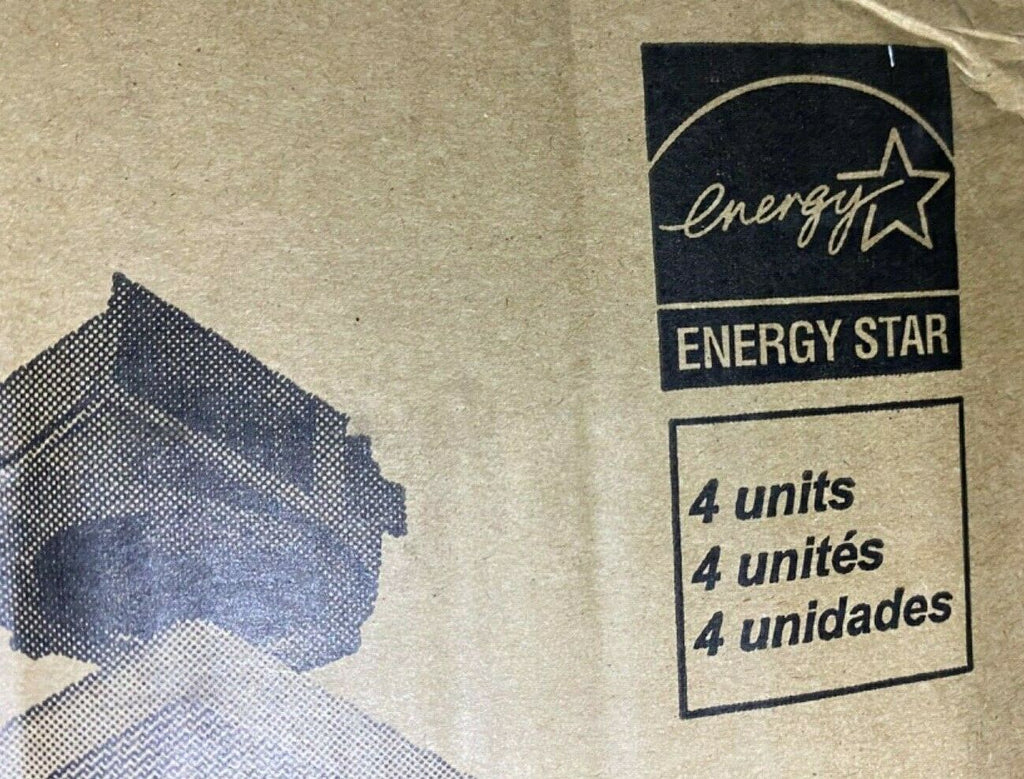 energy
ENERGY STAR
4 units
4 unités
4 unidades